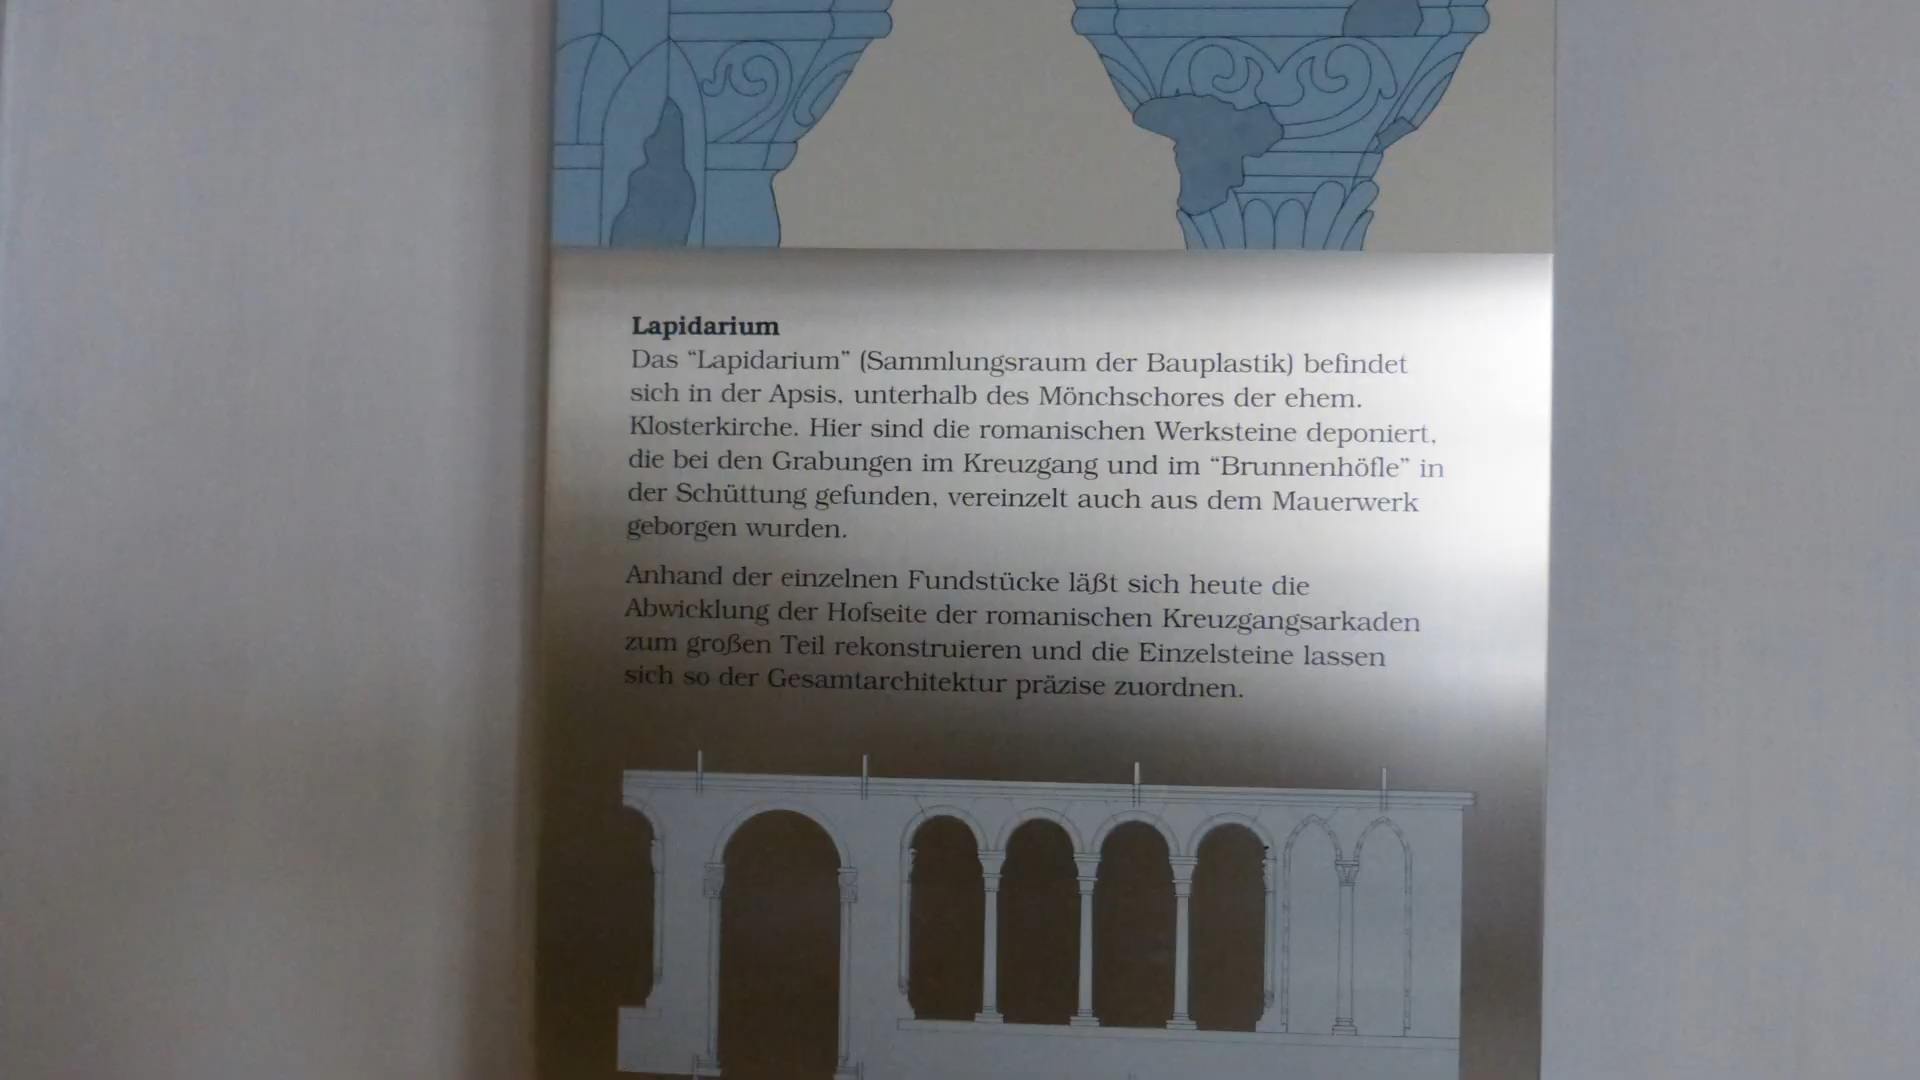 Lapidarium
Das “Lapidarium” (Sammlungsraum der Bauplastik) befindet
sich in der Apsis, unterhalb des Mönchschores der ehem.
Klosterkirche. Hier sind die romanischen Werksteine deponiert,
die bei den Grabungen im Kreuzgang und im “Brunnenhöfle” in
der Schüttung gefunden, vereinzelt auch aus dem Mauerwerk
geborgen wurden.
Anhand der einzelnen Fundstücke läßt sich heute die
Abwicklung der Hofseite der romanischen Kreuzgangsarkaden
zum großen Teil rekonstruieren und die Einzelsteine lassen
sich so der Gesamtarchitektur präzise zuordnen.